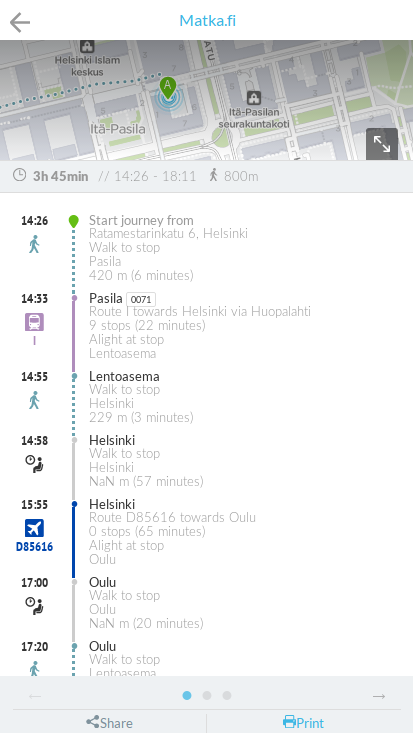 Matka.fi
Helsinki Islam
keskus
ATU
A
Itä-Pasilan
seurakuntakoti
Itä-Pasila
7
7
3h 45min // 14:26 - 18:11 800m
14:26 Start journey from
Ratamestarinkatu 6, Helsinki
Walk to stop
Pasila
420 m (6 minutes)
14:33 Pasila 0071
Route I towards Helsinki via Huopalahti
I
9 stops (22 minutes)
Alight at stop
Lentoasema
14:55 Lentoasema
Walk to stop
Helsinki
229 m (3 minutes)
14:58 Helsinki
Walk to stop
Helsinki
NaN m (57 minutes)
15:55 Helsinki
Route D85616 towards Oulu
0 stops (65 minutes)
D85616 Alight at stop
Oulu
17:00 Oulu
Walk to stop
Oulu
NaN m (20 minutes)
17:20 Oulu
Walk to stop
Lentoasema
← →
Share Print